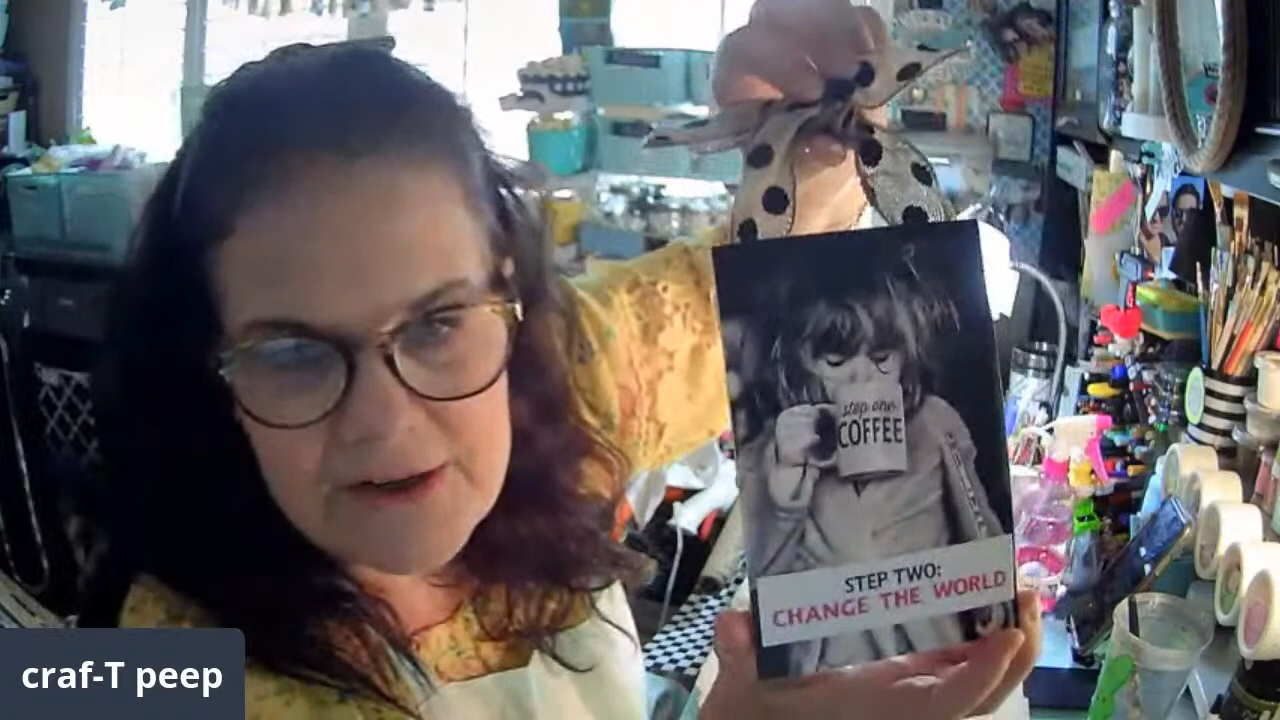 step one:
COFFEE
STEP TWO:
CHANGE THE WORLD
craf-T peep